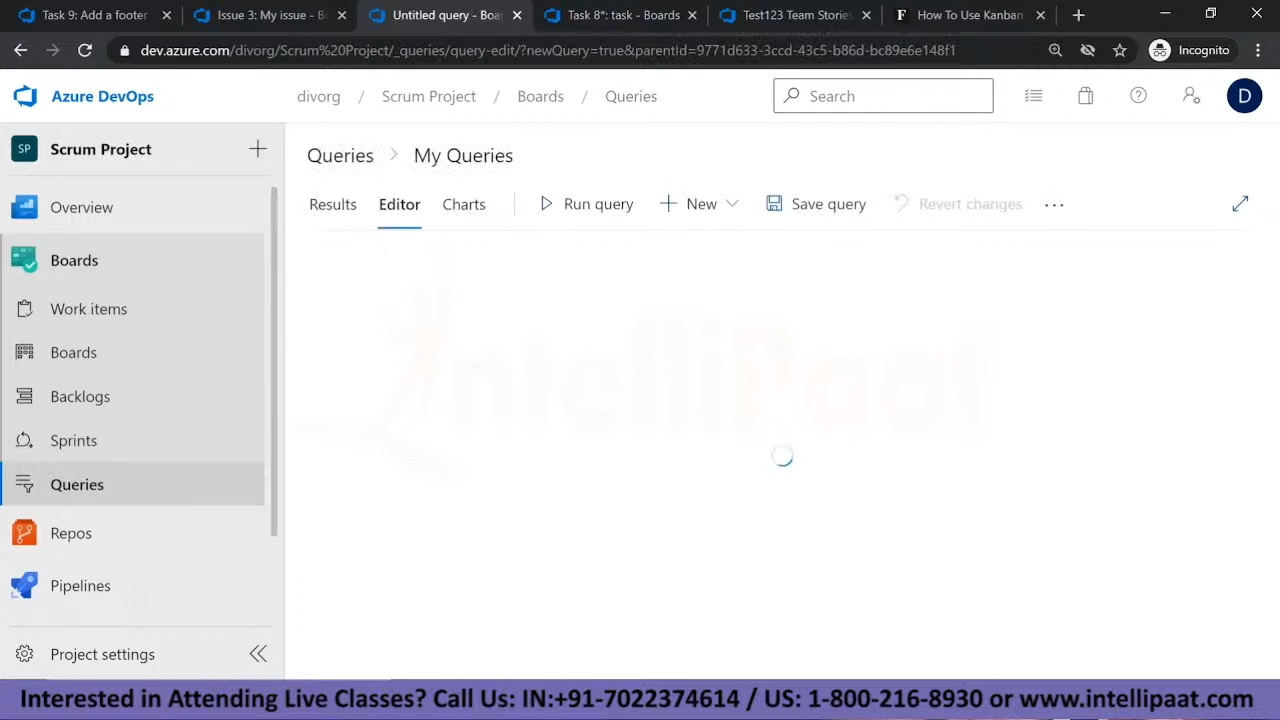 Task 9: Add a footer
Issue 3: My issue - Bo
Untitled query - Boar
Task 8*: task - Boards
Test123 Team Stories
How To Use Kanban
Incognito
dev.azure.com/divorg/Scrum%20Project/_queries/query-edit/?newQuery=true&parentId=9771d633-3ccd-43c5-b86d-bc89e6e148f1
Azure DevOps
divorg / Scrum Project / Boards / Queries
Search
D
SP
Scrum Project
Queries > My Queries
Results
Editor
Charts
Run query
New
Save query
Revert changes
Overview
Boards
Work items
Boards
Backlogs
Sprints
Queries
Repos
Pipelines
Project settings
IntelliPaat
Interested in Attending Live Classes? Call Us: IN:+91-7022374614 / US: 1-800-216-8930 or www.intellipaat.com